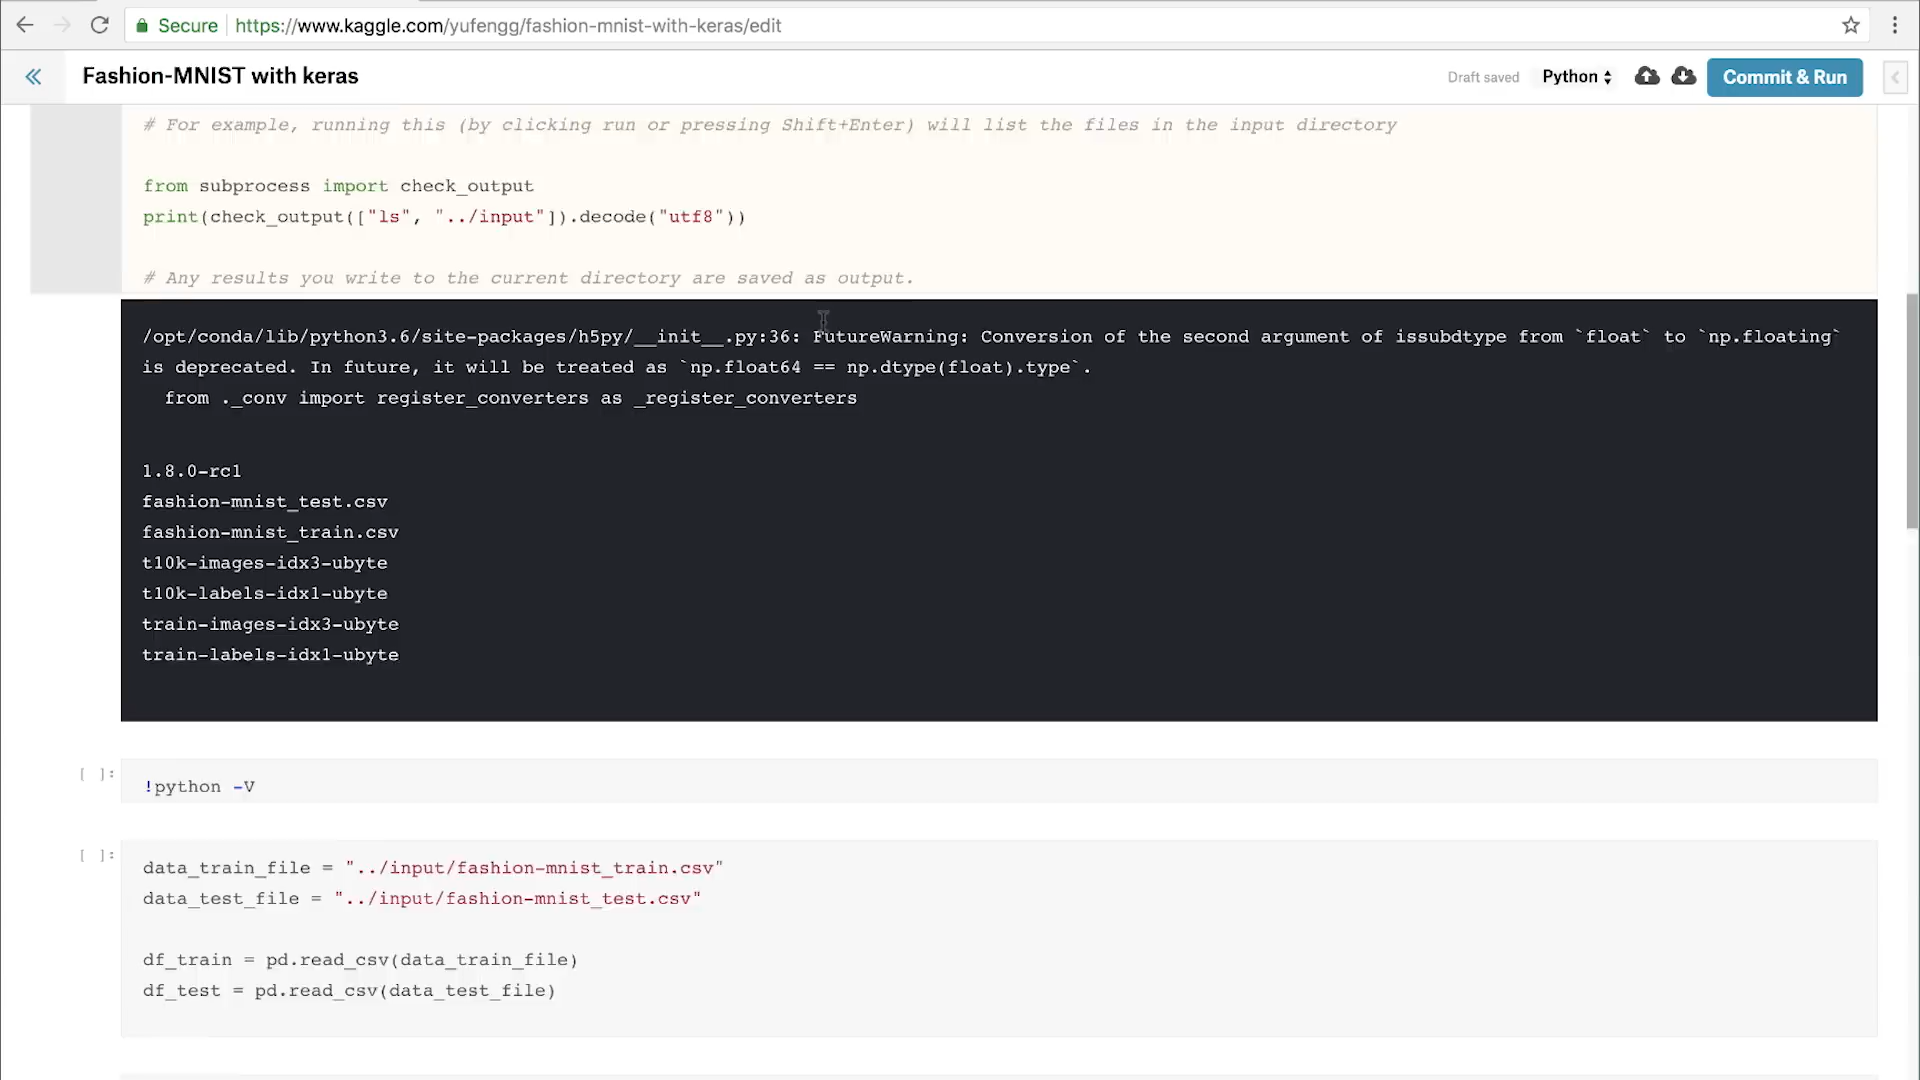 Secure https://www.kaggle.com/yufengg/fashion-mnist-with-keras/edit
Fashion-MNIST with keras
Draft saved
Python
Commit & Run
# For example, running this (by clicking run or pressing Shift+Enter) will list the files in the input directory
from subprocess import check_output
print(check_output(["ls", "../input"]).decode("utf8"))
# Any results you write to the current directory are saved as output.
/opt/conda/lib/python3.6/site-packages/h5py/__init__.py:36: FutureWarning: Conversion of the second argument of issubdtype from `float` to `np.floating`
is deprecated. In future, it will be treated as `np.float64 == np.dtype(float).type`.
from ._conv import register_converters as _register_converters
1.8.0-rc1
fashion-mnist_test.csv
fashion-mnist_train.csv
t10k-images-idx3-ubyte
t10k-labels-idx1-ubyte
train-images-idx3-ubyte
train-labels-idx1-ubyte
[ ]:
!python -V
[ ]:
data_train_file = "../input/fashion-mnist_train.csv"
data_test_file = "../input/fashion-mnist_test.csv"
df_train = pd.read_csv(data_train_file)
df_test = pd.read_csv(data_test_file)